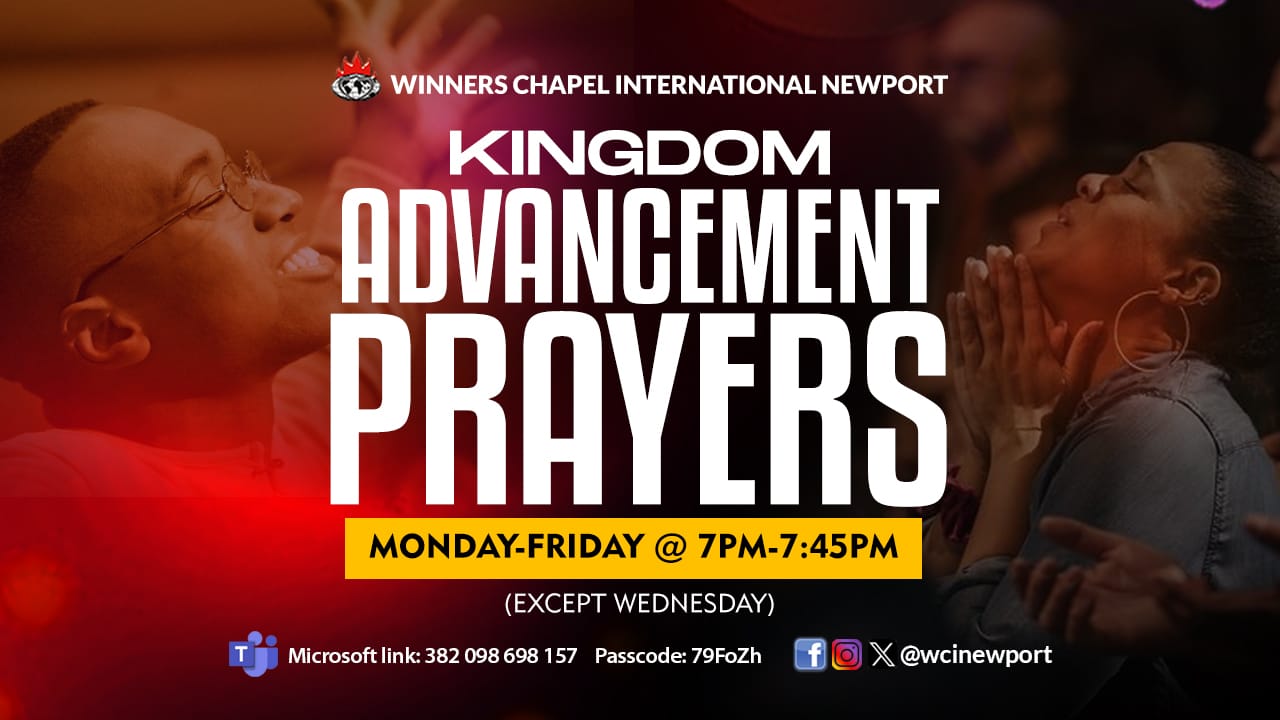 WINNERS CHAPEL INTERNATIONAL NEWPORT
KINGDOM
ADVANCEMENT
PRAYERS
MONDAY-FRIDAY @ 7PM-7:45PM
(EXCEPT WEDNESDAY)
Microsoft link: 382 098 698 157 Passcode: 79FoZh @wcinewport